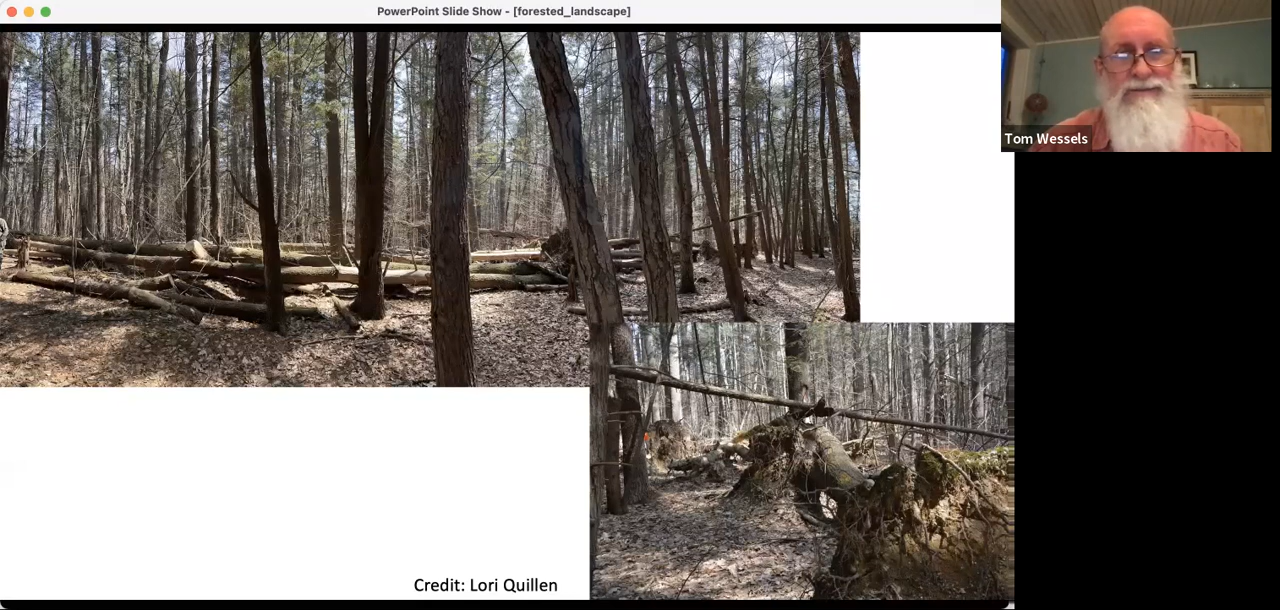 PowerPoint Slide Show - [forested_landscape]
Tom Wessels
Credit: Lori Quillen